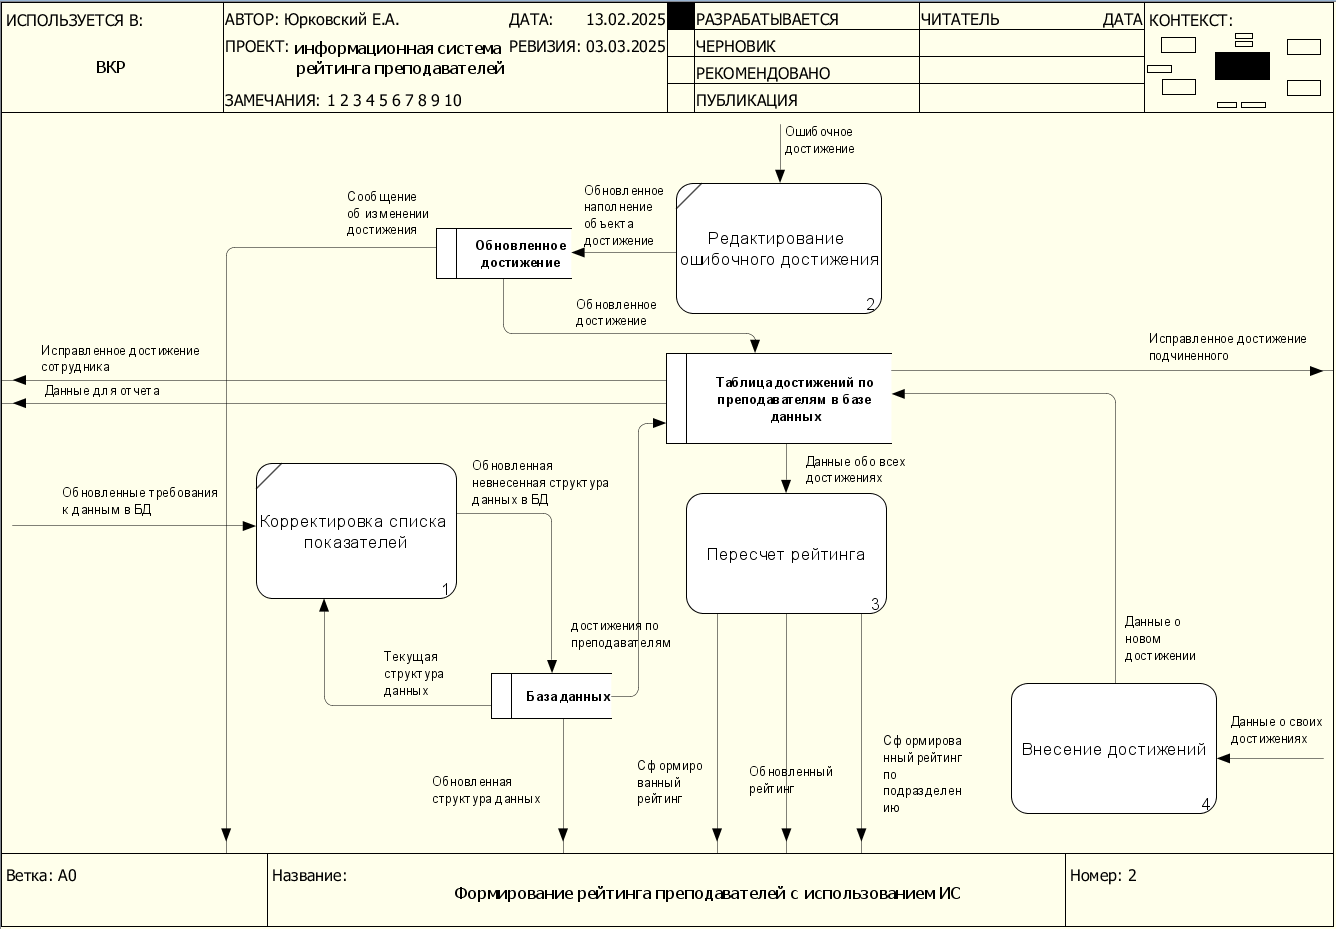 ИСПОЛЬЗУЕТСЯ В:
ВКР
АВТОР: Юрковский Е.А.
ДАТА: 13.02.2025
ПРОЕКТ: информационная система
рейтинга преподавателей
РЕВИЗИЯ: 03.03.2025
ЗАМЕЧАНИЯ: 1 2 3 4 5 6 7 8 9 10
РАЗРАБАТЫВАЕТСЯ
ЧЕРНОВИК
РЕКОМЕНДОВАНО
ПУБЛИКАЦИЯ
ЧИТАТЕЛЬ
ДАТА
КОНТЕКСТ:
Ошибочное
достижение
Сообщение
об изменении
достижения
Обновленное
наполнение
объекта
достижение
Обновленное
достижение
Редактирование
ошибочного достижения
2
Обновленное
достижение
Исправленное достижение
сотрудника
Данные для отчета
Исправленное достижение
подчиненного
Таблица достижений по
преподавателям в базе
данных
Обновленная
невнесенная структура
данных в БД
Данные обо всех
достижениях
Обновленные требования
к данным в БД
Корректировка списка
показателей
1
Пересчет рейтинга
3
достижения по
преподавателям
Текущая
структура
данных
База данных
Данные о
новом
достижении
Внесение достижений
4
Данные о своих
достижениях
Обновленная
структура данных
Сформиро
ванный
рейтинг
Обновленный
рейтинг
Сформирова
нный рейтинг
по
подразделен
ию
Ветка: A0
Название:
Формирование рейтинга преподавателей с использованием ИС
Номер: 2